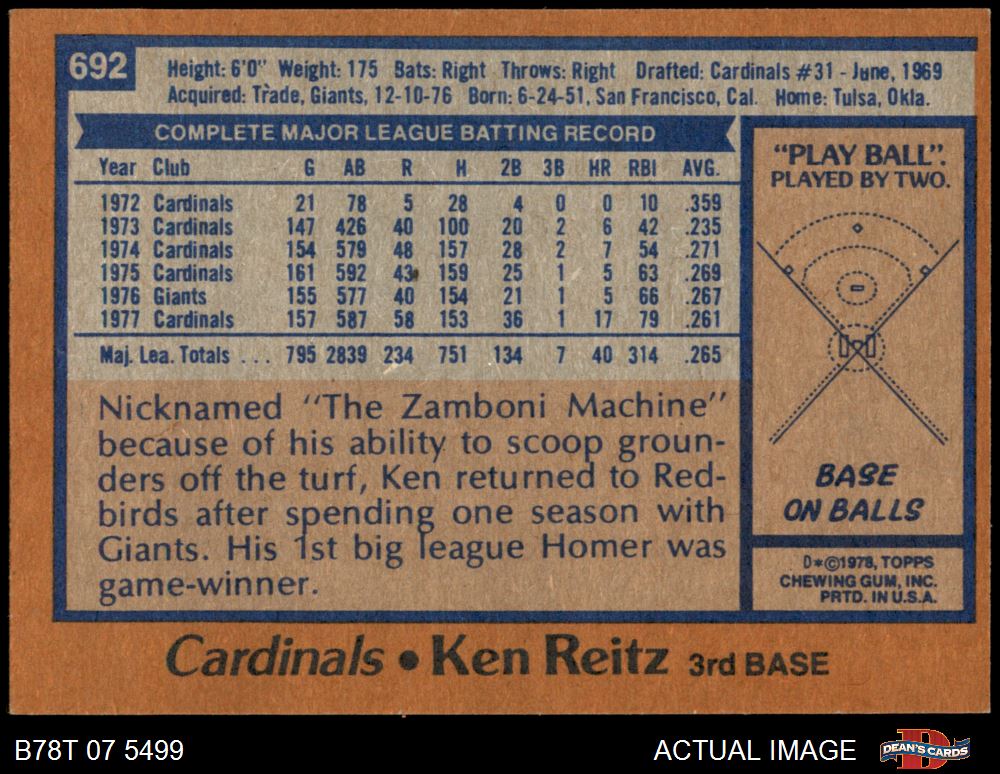 692
Height: 6'0" Weight: 175 Bats: Right Throws: Right Drafted: Cardinals #31 - June, 1969
Acquired: Trade, Giants, 12-10-76 Born: 6-24-51, San Francisco, Cal. Home: Tulsa, Okla.
COMPLETE MAJOR LEAGUE BATTING RECORD
Year Club G AB R H 2B 3B HR RBI AVG.
1972 Cardinals 21 78 5 28 4 0 0 10 .359
1973 Cardinals 147 426 40 100 20 2 6 42 .235
1974 Cardinals 154 579 48 157 28 2 7 54 .271
1975 Cardinals 161 592 43 159 25 1 5 63 .269
1976 Giants 155 577 40 154 21 1 5 66 .267
1977 Cardinals 157 587 58 153 36 1 17 79 .261
Maj. Lea. Totals ... 795 2839 234 751 134 7 40 314 .265
Nicknamed "The Zamboni Machine"
because of his ability to scoop groun-
ders off the turf, Ken returned to Red-
birds after spending one season with
Giants. His 1st big league Homer was
game-winner.
"PLAY BALL".
PLAYED BY TWO.
BASE
ON BALLS
D*©1978, TOPPS
CHEWING GUM, INC.
PRTD. IN U.S.A.
Cardinals • Ken Reitz 3rd BASE
B78T 07 5499
ACTUAL IMAGE
DEAN'S CARDS